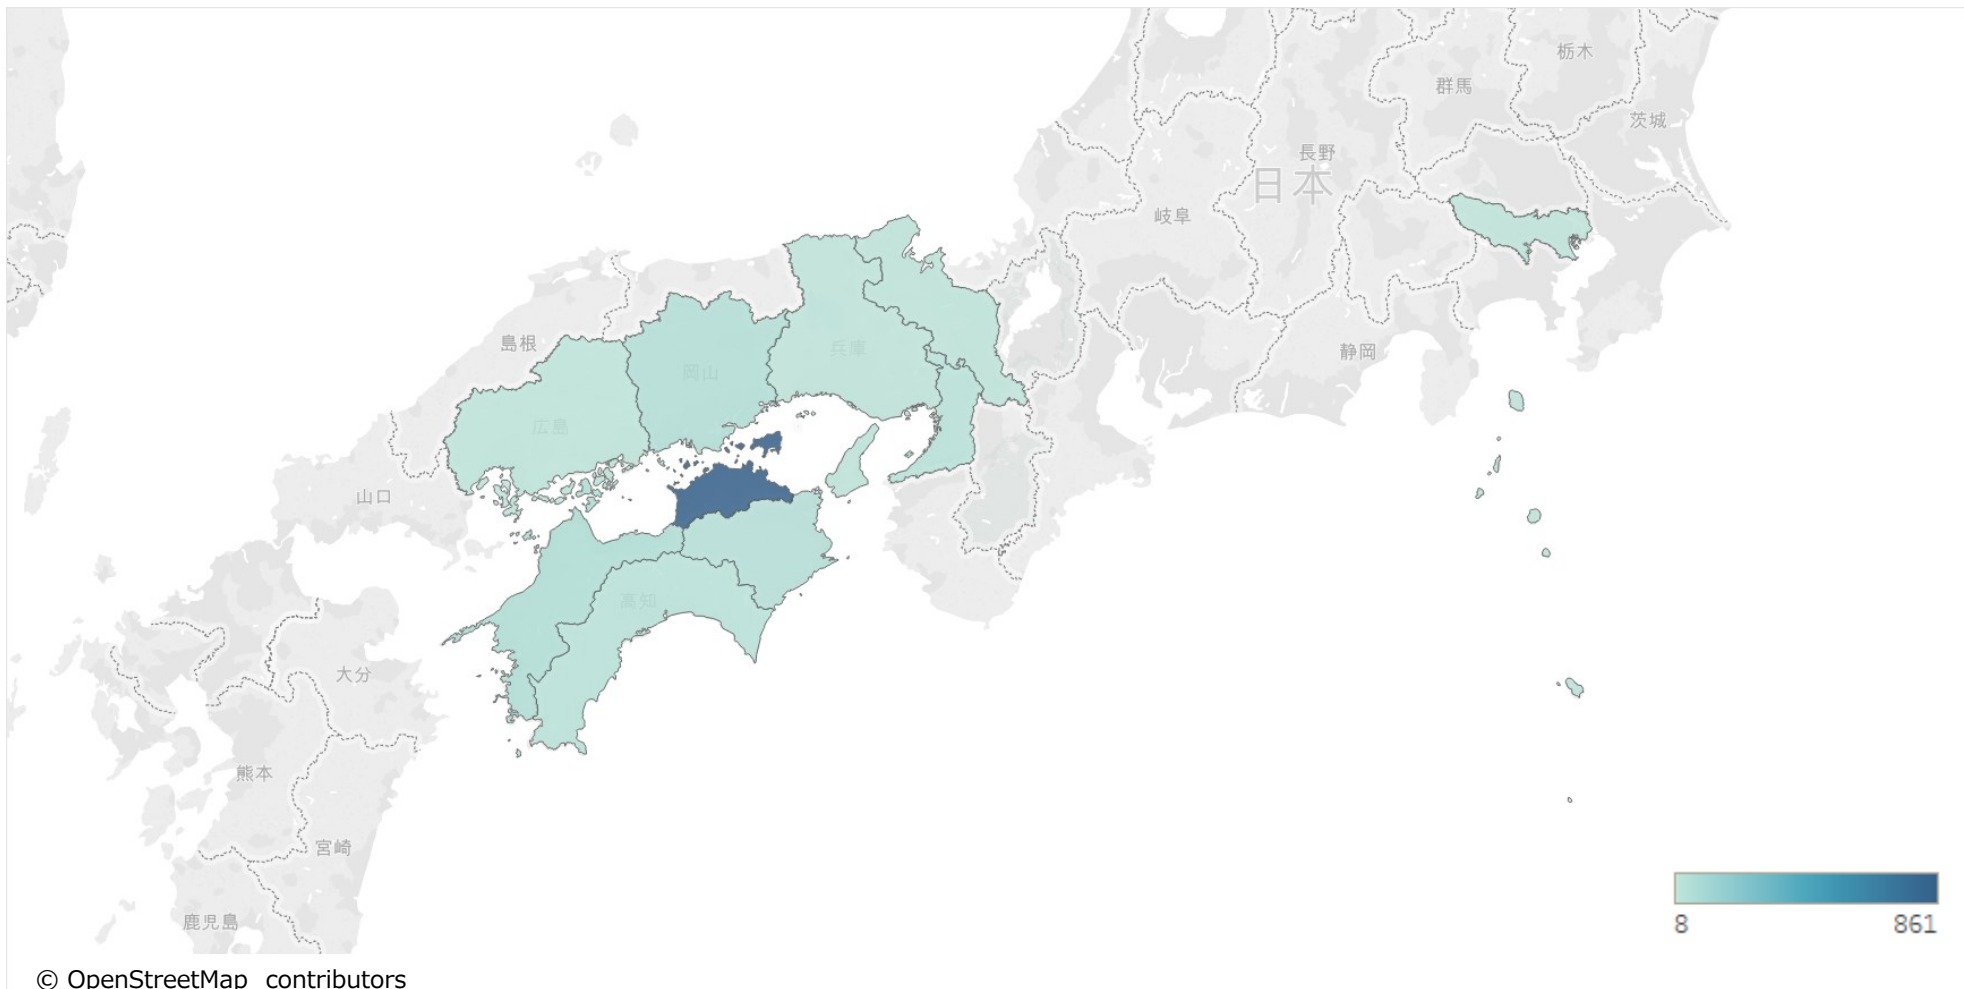 栃木
群馬
茨城
長野
日本
岐阜
島根
兵庫
静岡
岡山
広島
山口
高知
大分
熊本
宮崎
鹿児島
8
861
© OpenStreetMap contributors